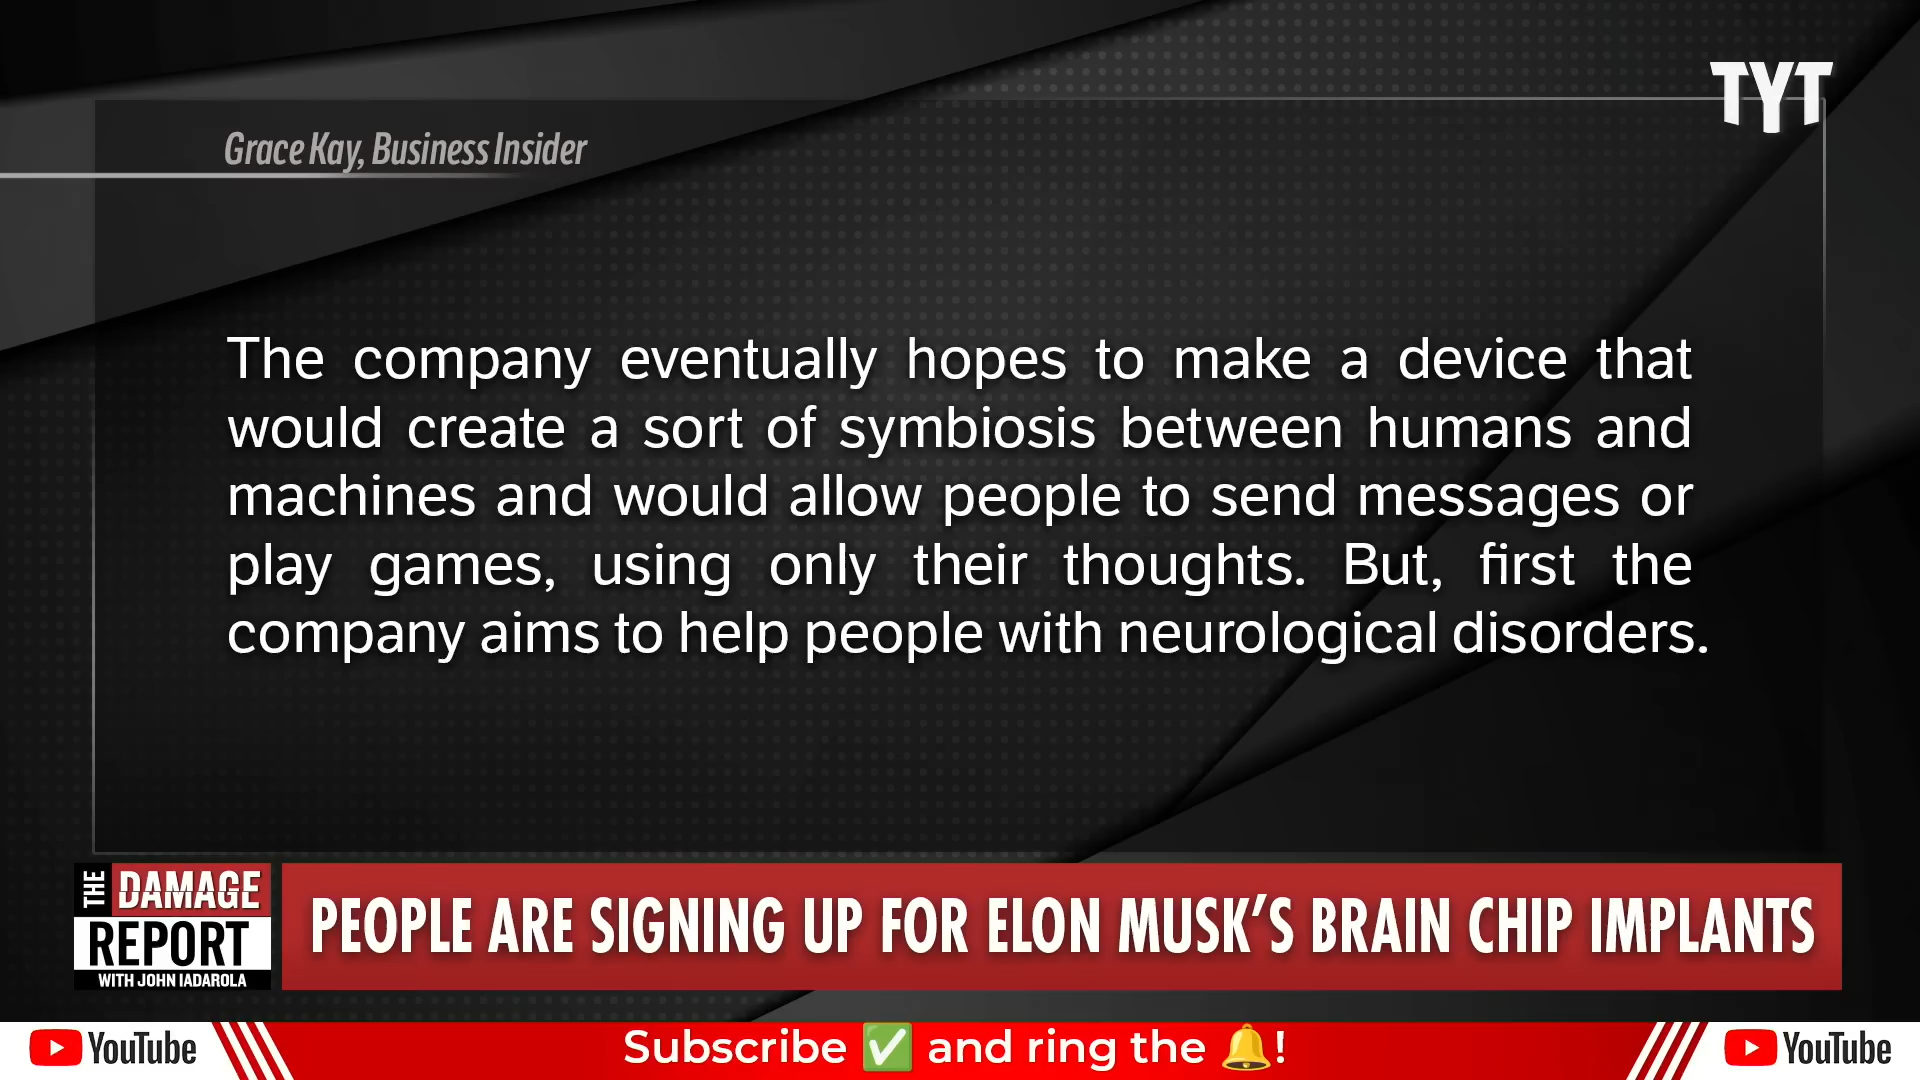 TYT
Grace Kay, Business Insider
The company eventually hopes to make a device that
would create a sort of symbiosis between humans and
machines and would allow people to send messages or
play games, using only their thoughts. But, first the
company aims to help people with neurological disorders.
THE DAMAGE
REPORT
WITH JOHN IADAROLA
PEOPLE ARE SIGNING UP FOR ELON MUSK'S BRAIN CHIP IMPLANTS
YouTube
Subscribe ✅ and ring the 🔔!
YouTube